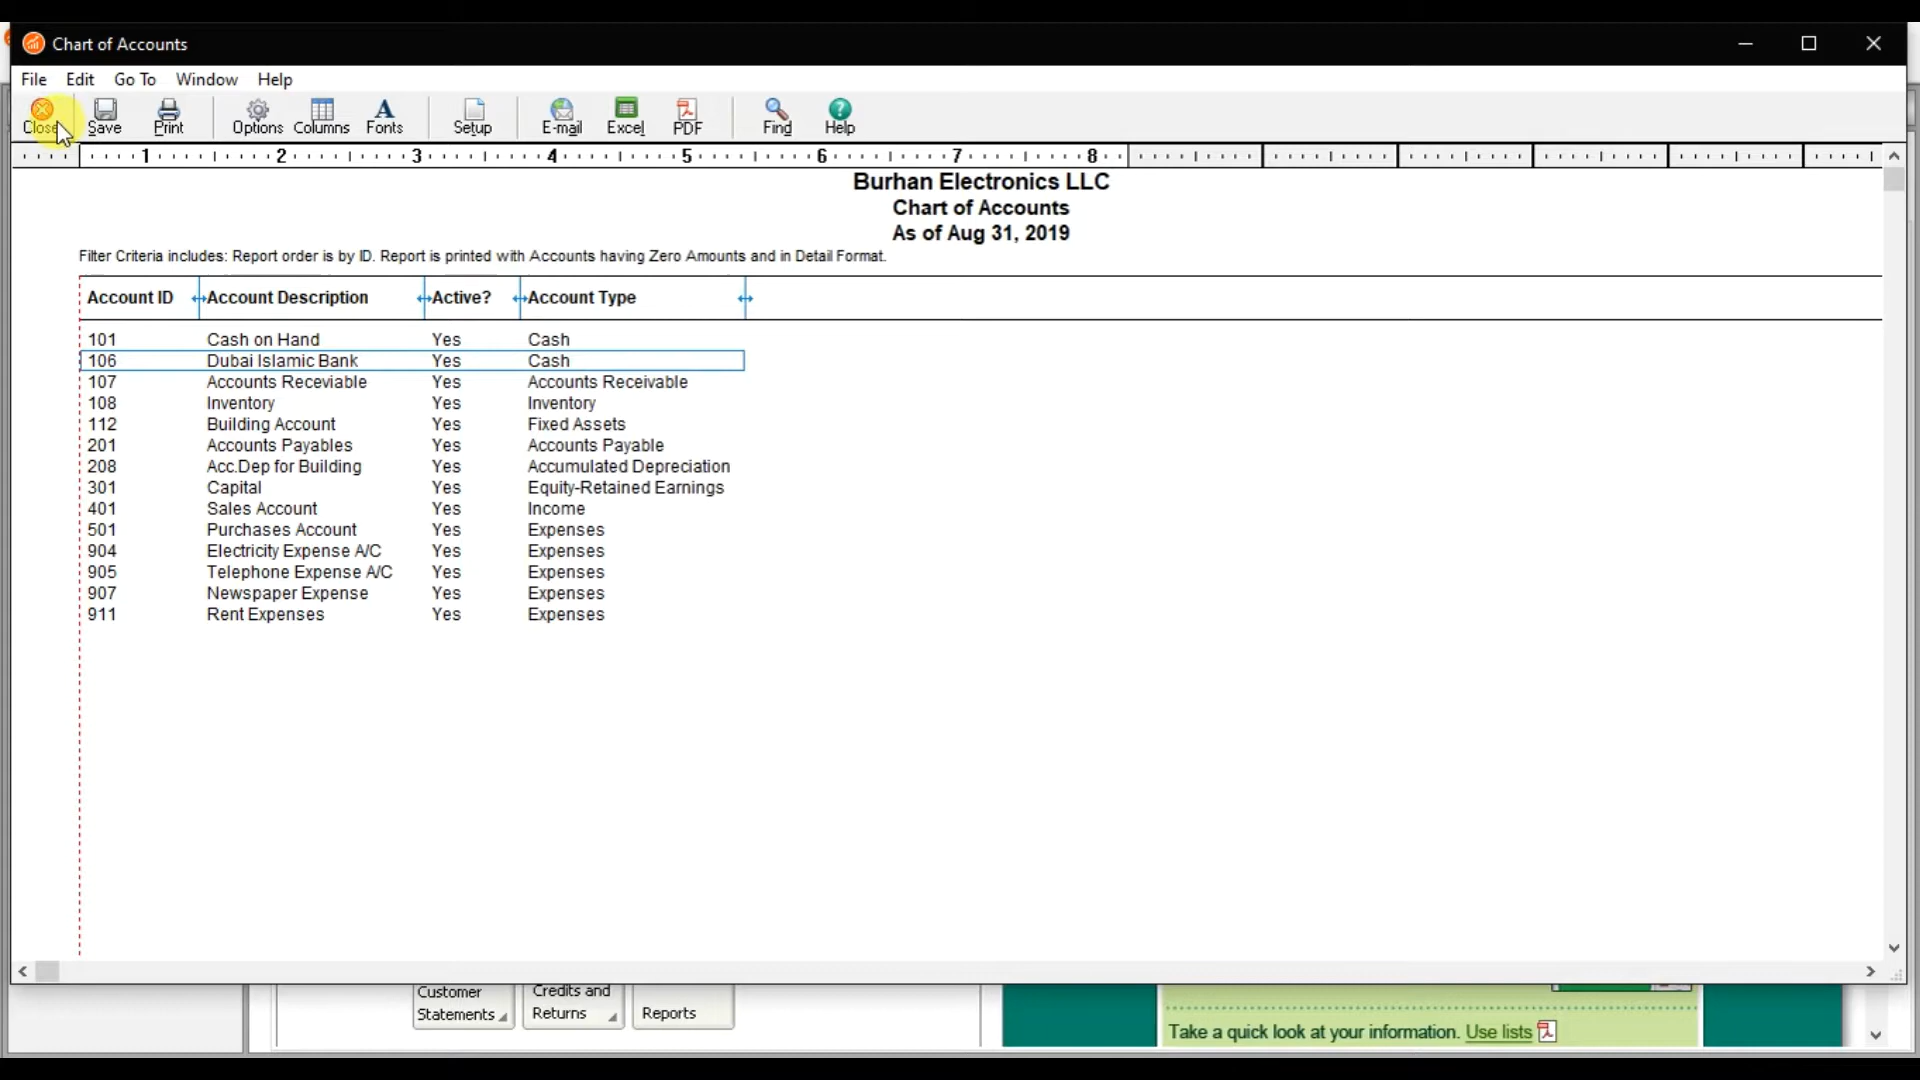 Chart of Accounts
File Edit Go To Window Help
Close Save Print Options Columns Fonts Setup E-mail Excel PDF Find Help
1 2 3 4 5 6 7 8
Burhan Electronics LLC
Chart of Accounts
As of Aug 31, 2019
Filter Criteria includes: Report order is by ID. Report is printed with Accounts having Zero Amounts and in Detail Format.
Account ID Account Description Active? Account Type
101 Cash on Hand Yes Cash
106 Dubai Islamic Bank Yes Cash
107 Accounts Receviable Yes Accounts Receivable
108 Inventory Yes Inventory
112 Building Account Yes Fixed Assets
201 Accounts Payables Yes Accounts Payable
208 Acc.Dep for Building Yes Accumulated Depreciation
301 Capital Yes Equity-Retained Earnings
401 Sales Account Yes Income
501 Purchases Account Yes Expenses
904 Electricity Expense A/C Yes Expenses
905 Telephone Expense A/C Yes Expenses
907 Newspaper Expense Yes Expenses
911 Rent Expenses Yes Expenses
Customer Statements
Credits and Returns
Reports
Take a quick look at your information. Use lists